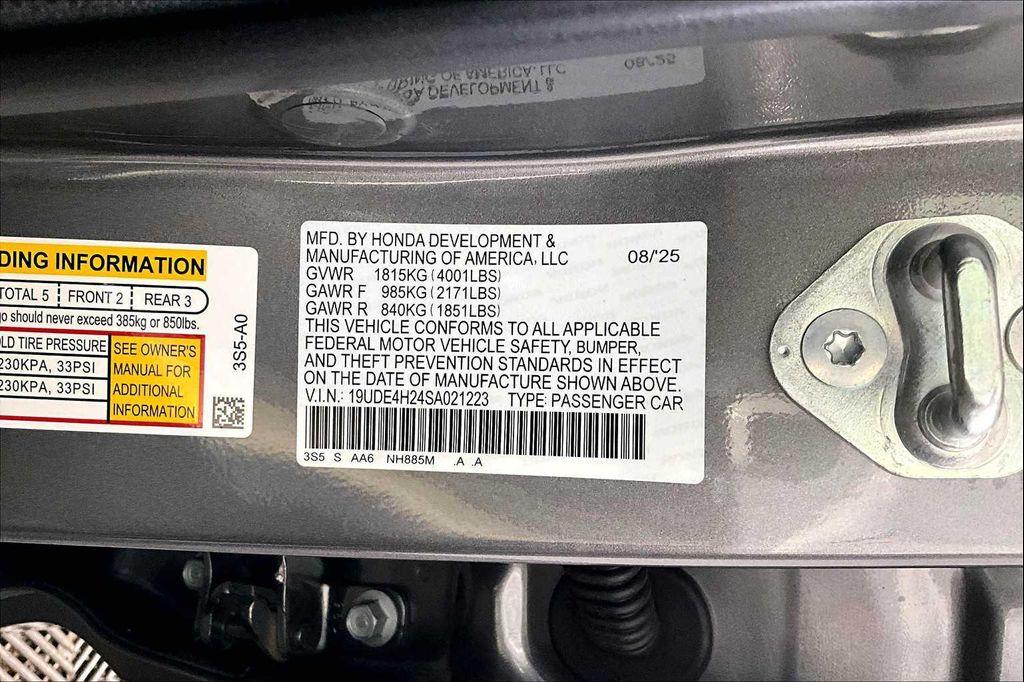 DING INFORMATION
TOTAL 5 FRONT 2 REAR 3
go should never exceed 385kg or 850lbs.
LD TIRE PRESSURE
230KPA, 33PSI
230KPA, 33PSI
SEE OWNER'S
MANUAL FOR
ADDITIONAL
INFORMATION
3S5-A0
MFD. BY HONDA DEVELOPMENT &
MANUFACTURING OF AMERICA, LLC 08/'25
GVWR 1815KG (4001LBS)
GAWR F 985KG (2171LBS)
GAWR R 840KG (1851LBS)
THIS VEHICLE CONFORMS TO ALL APPLICABLE
FEDERAL MOTOR VEHICLE SAFETY, BUMPER,
AND THEFT PREVENTION STANDARDS IN EFFECT
ON THE DATE OF MANUFACTURE SHOWN ABOVE.
V.I.N.: 19UDE4H24SA021223 TYPE: PASSENGER CAR
3S5 S AA6 NH885M .A .A